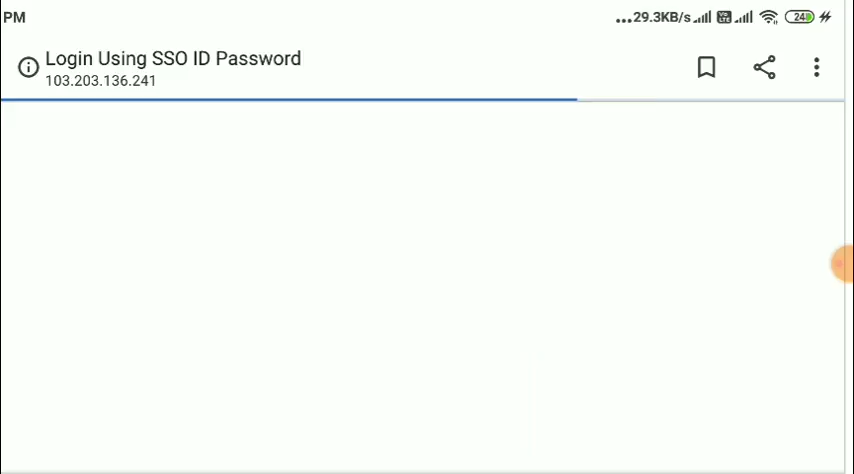 PM
...29.3KB/s
24
Login Using SSO ID Password
103.203.136.241